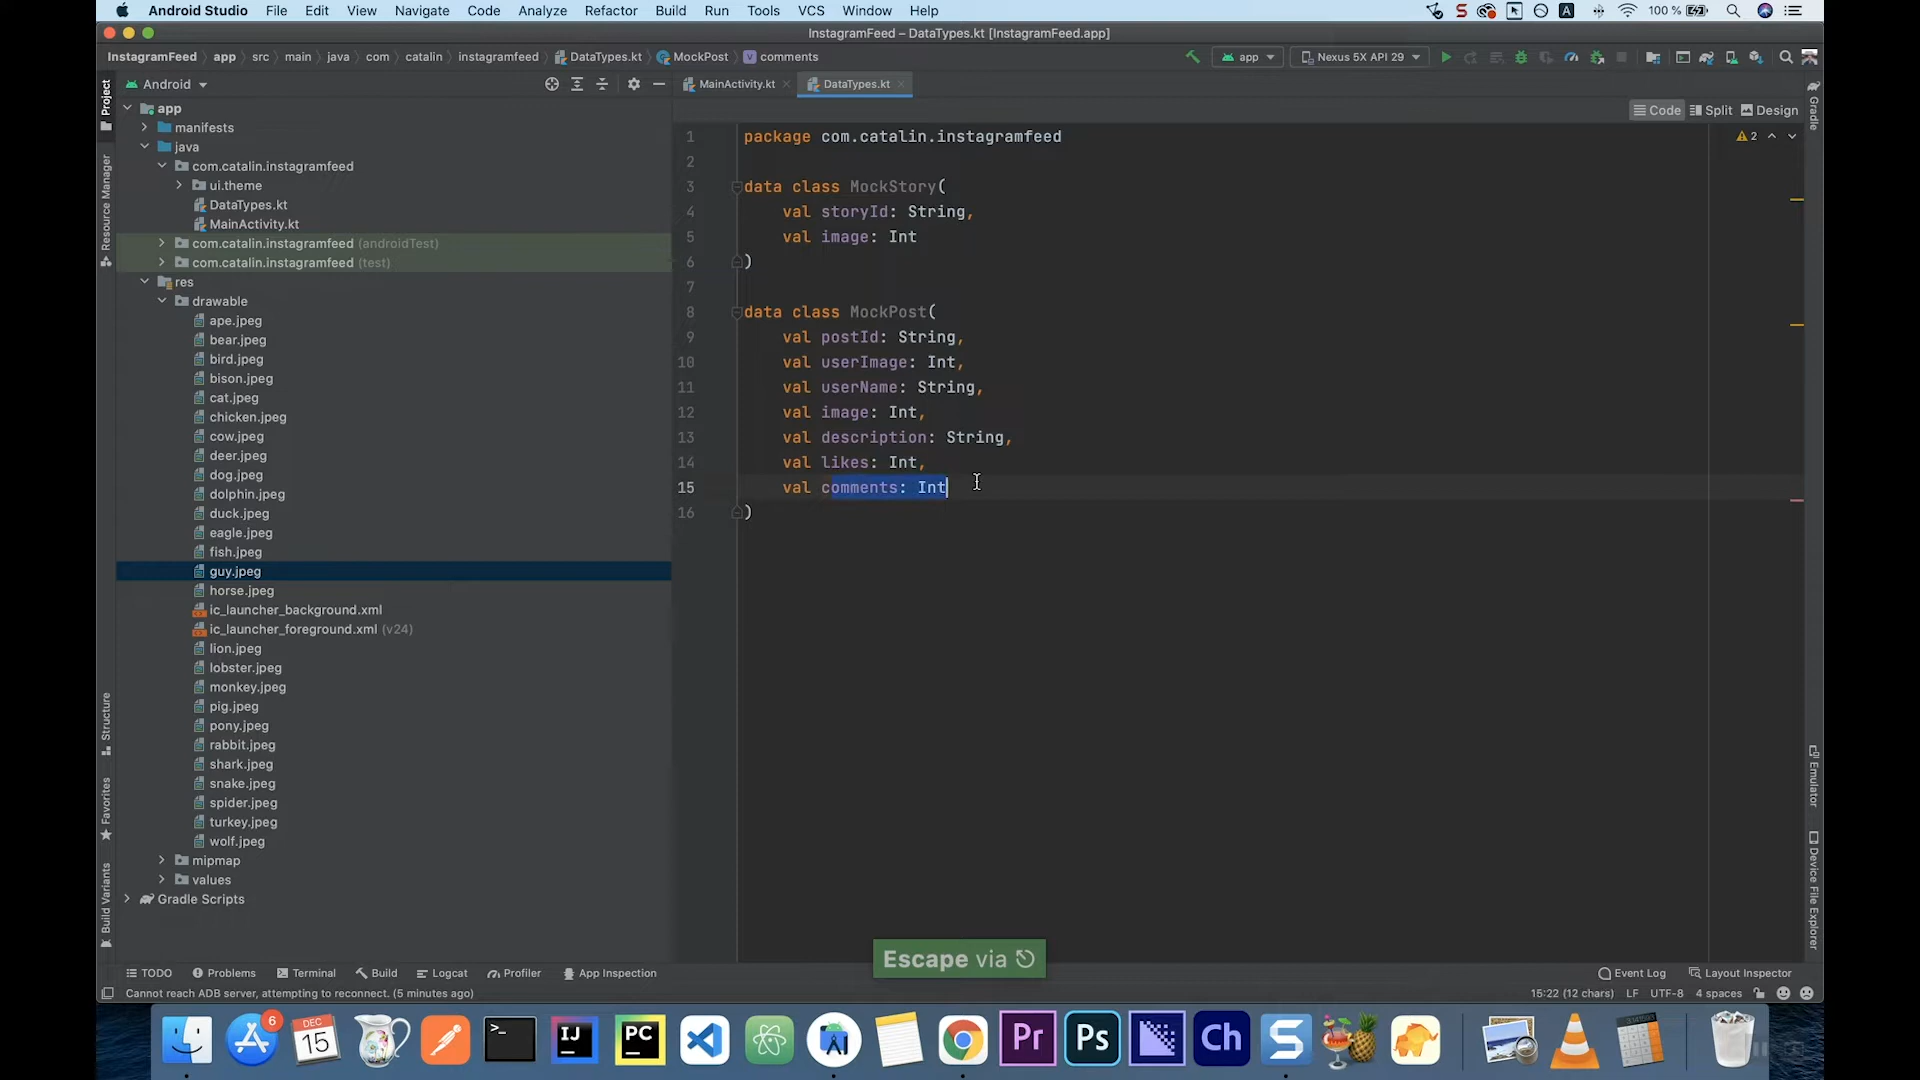 Android Studio File Edit View Navigate Code Analyze Refactor Build Run Tools VCS Window Help 100 %
InstagramFeed – DataTypes.kt [InstagramFeed.app]
InstagramFeed app src main java com catalin instagramfeed DataTypes.kt MockPost comments app Nexus 5X API 29
Android
MainActivity.kt DataTypes.kt
Code Split Design
Project
Resource Manager
Structure
Favorites
Build Variants
app
manifests
java
com.catalin.instagramfeed
ui.theme
DataTypes.kt
MainActivity.kt
com.catalin.instagramfeed (androidTest)
com.catalin.instagramfeed (test)
res
drawable
ape.jpeg
bear.jpeg
bird.jpeg
bison.jpeg
cat.jpeg
chicken.jpeg
cow.jpeg
deer.jpeg
dog.jpeg
dolphin.jpeg
duck.jpeg
eagle.jpeg
fish.jpeg
guy.jpeg
horse.jpeg
ic_launcher_background.xml
ic_launcher_foreground.xml (v24)
lion.jpeg
lobster.jpeg
monkey.jpeg
pig.jpeg
pony.jpeg
rabbit.jpeg
shark.jpeg
snake.jpeg
spider.jpeg
turkey.jpeg
wolf.jpeg
mipmap
values
Gradle Scripts
1 package com.catalin.instagramfeed
2
3 data class MockStory(
4 val storyId: String,
5 val image: Int
6 )
7
8 data class MockPost(
9 val postId: String,
10 val userImage: Int,
11 val userName: String,
12 val image: Int,
13 val description: String,
14 val likes: Int,
15 val comments: Int
16 )
2
Gradle
Emulator
Device File Explorer
Escape via
TODO Problems Terminal Build Logcat Profiler App Inspection Event Log Layout Inspector
Cannot reach ADB server, attempting to reconnect. (5 minutes ago) 15:22 (12 chars) LF UTF-8 4 spaces
6 DEC 15 >_ IJ PC Pr Ps Ch S